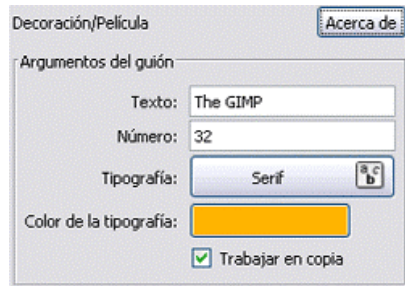 Decoración/Película
Acerca de
Argumentos del guión
Texto: The GIMP
Número: 32
Tipografía: Serif
Color de la tipografía:
Trabajar en copia